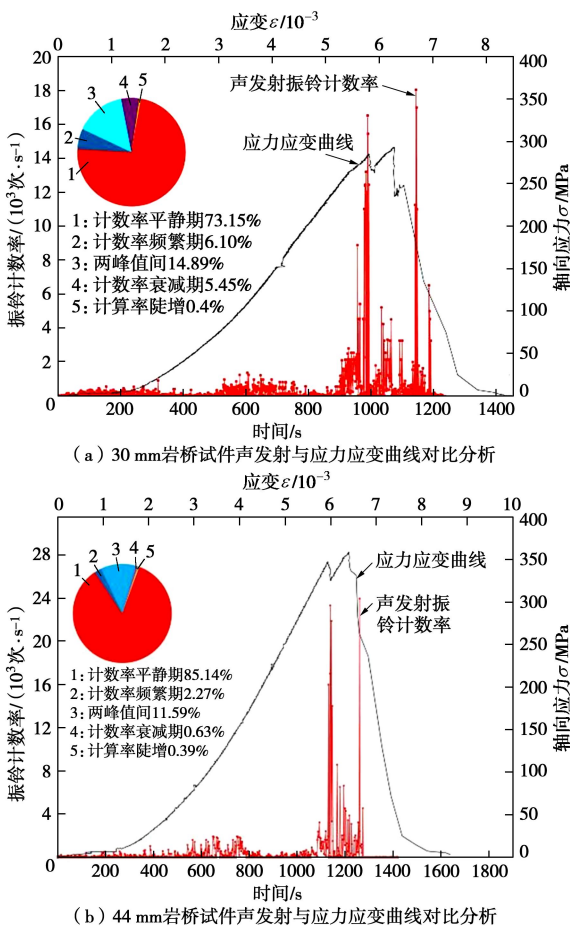 应变ε/10⁻³
0 1 2 3 4 5 6 7 8
20 400
18 350
16 300
14 250
12 200
10 150
8 100
6 50
4 0
2
0
振铃计数率/(10³次·s⁻¹)
轴向应力σ/MPa
声发射振铃计数率
应力应变曲线
1 2 3 4 5
1:计数率平静期73.15%
2:计数率频繁期6.10%
3:两峰值间14.89%
4:计数率衰减期5.45%
5:计算率陡增0.4%
200 400 600 800 1000 1200 1400
时间/s
(a)30 mm岩桥试件声发射与应力应变曲线对比分析
应变ε/10⁻³
0 1 2 3 4 5 6 7 8 9 10
28 400
24 350
20 300
16 250
12 200
8 150
4 100
0 50
0
振铃计数率/(10³次·s⁻¹)
轴向应力σ/MPa
应力应变曲线
声发射振
铃计数率
1 2 3 4 5
1:计数率平静期85.14%
2:计数率频繁期2.27%
3:两峰值间11.59%
4:计数率衰减期0.63%
5:计算率陡增0.39%
200 400 600 800 1000 1200 1400 1600 1800
时间/s
(b)44 mm岩桥试件声发射与应力应变曲线对比分析